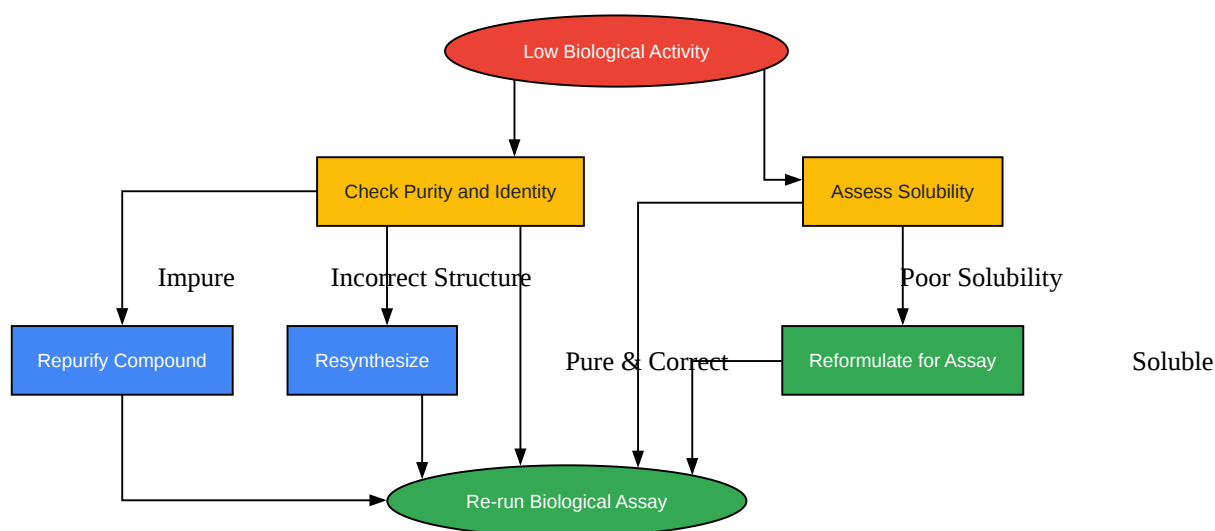 Low Biological Activity
Check Purity and Identity
Assess Solubility
Impure
Incorrect Structure
Poor Solubility
Repurify Compound
Resynthesize
Pure & Correct
Reformulate for Assay
Soluble
Re-run Biological Assay